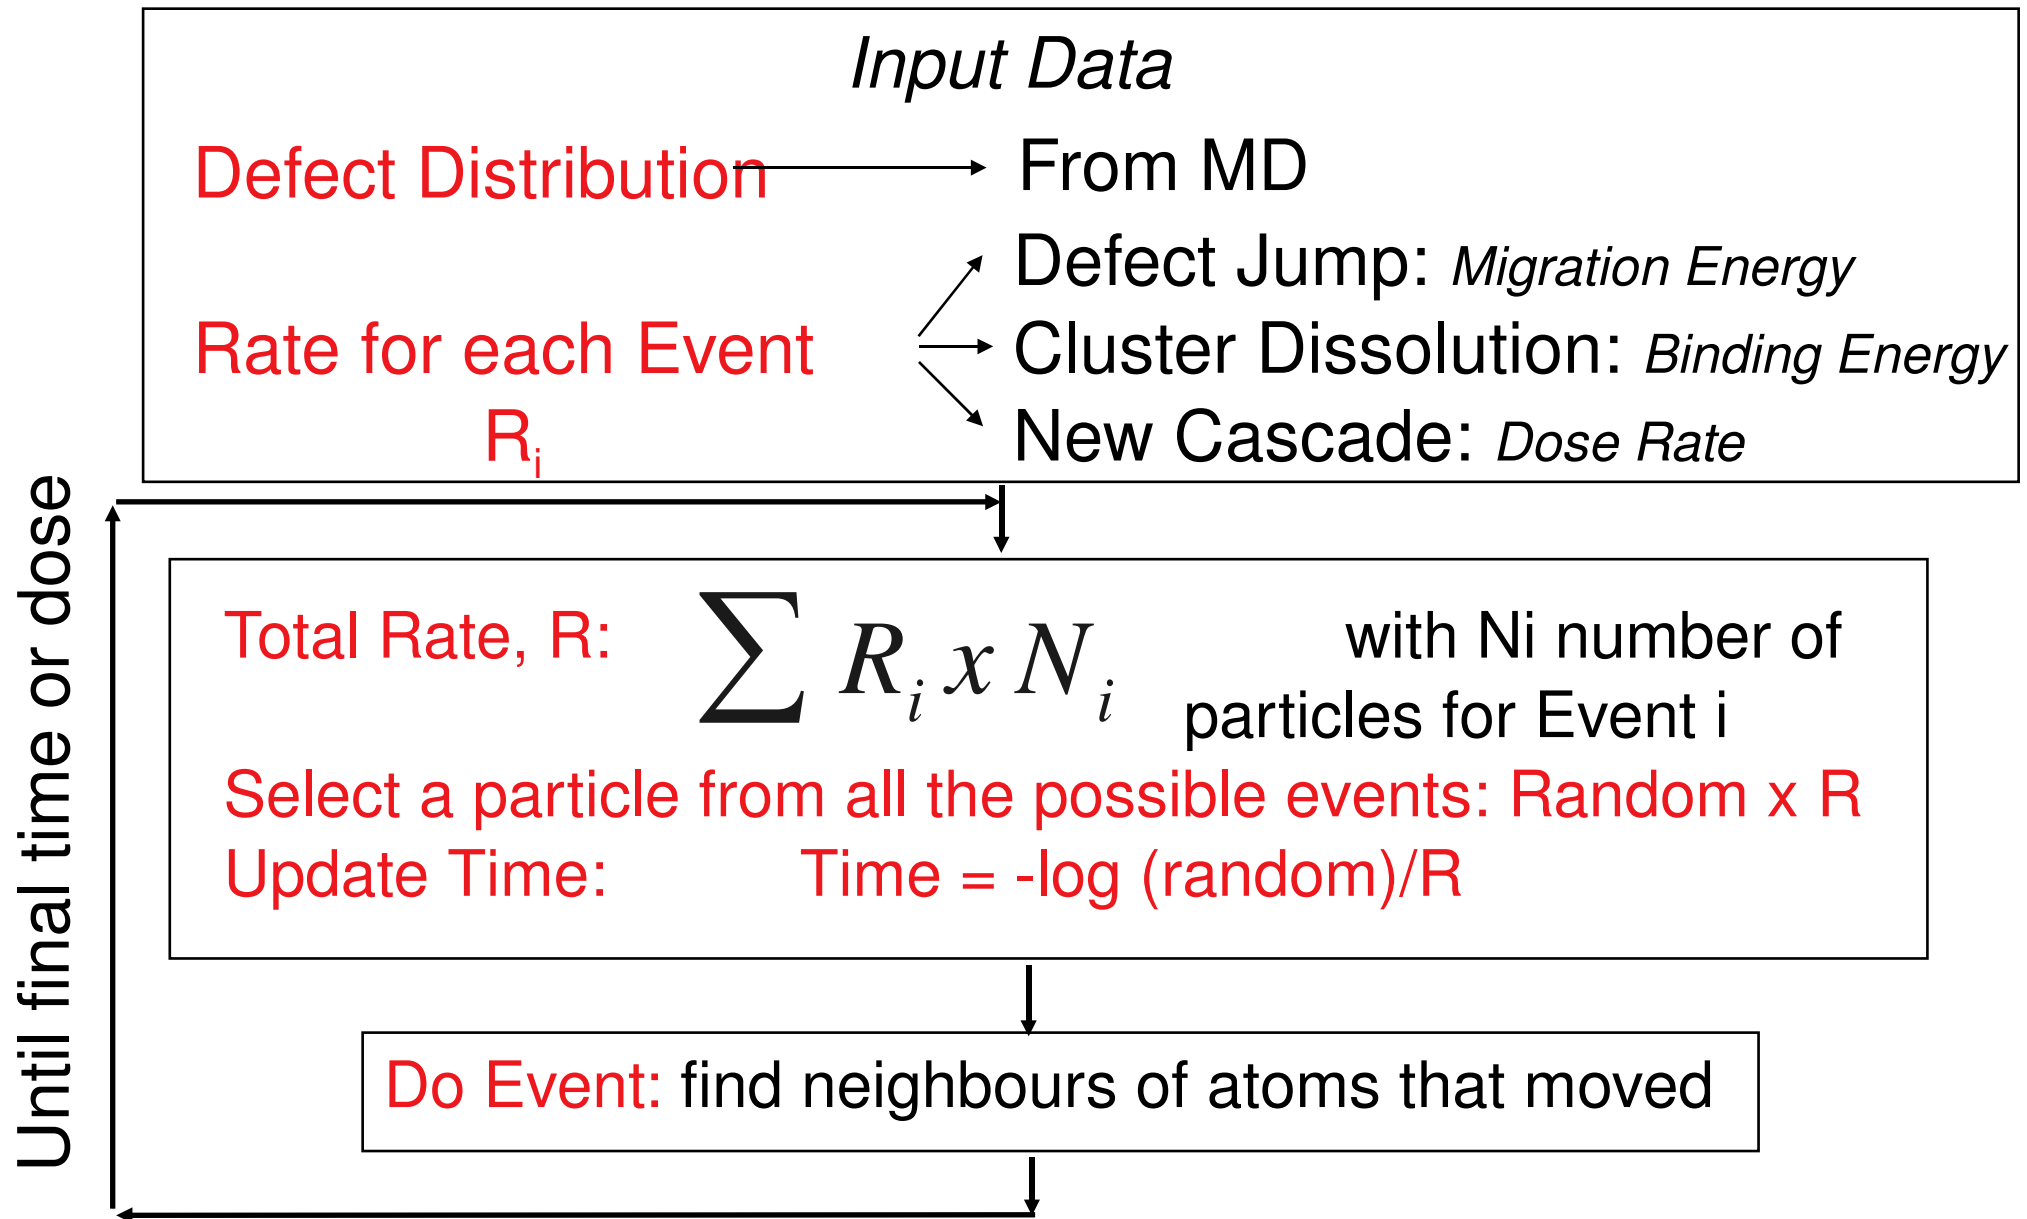 Input Data
Defect Distribution From MD
Defect Jump: Migration Energy
Rate for each Event Cluster Dissolution: Binding Energy
R_i New Cascade: Dose Rate
Until final time or dose
Total Rate, R: ∑ R_i x N_i with Ni number of
particles for Event i
Select a particle from all the possible events: Random x R
Update Time: Time = -log (random)/R
Do Event: find neighbours of atoms that moved